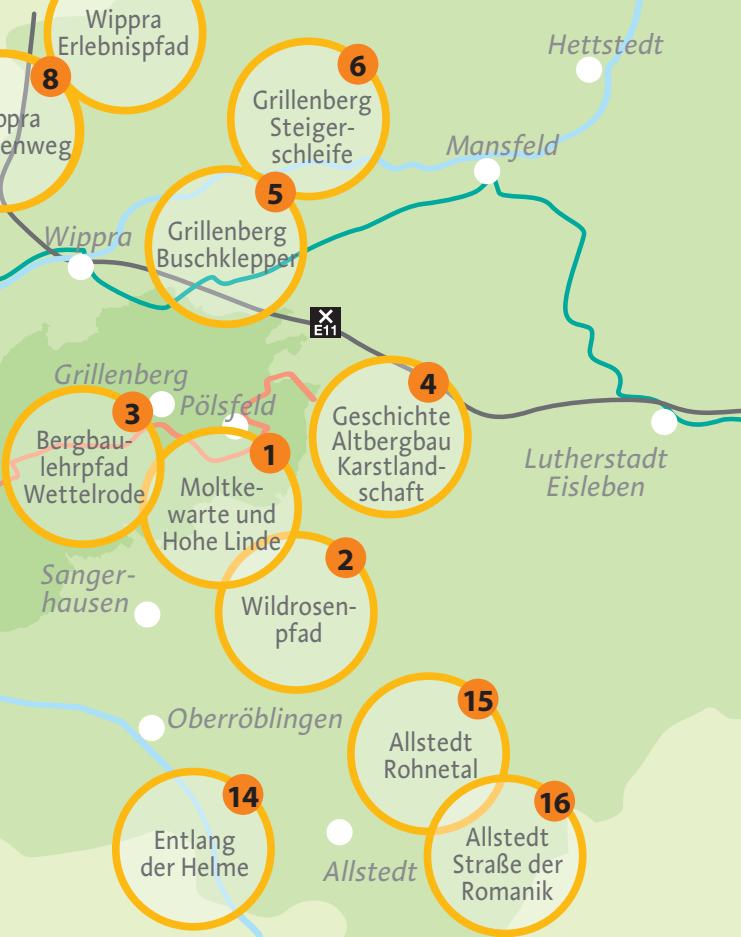 Wippra
Erlebnispfad
Hettstedt
8
6
Grillenberg
Steiger-
schleife
enweg
Mansfeld
5
Wippra
Grillenberg
Buschklepper
E11
Grillenberg
Pölsfeld
3
Bergbau-
lehrpfad
Wettelrode
4
Geschichte
Altbergbau
Karstland-
schaft
1
Moltke-
warte und
Hohe Linde
Lutherstadt
Eisleben
2
Wildrosen-
pfad
Sanger-
hausen
15
Allstedt
Rohnetal
Oberröblingen
14
Entlang
der Helme
16
Allstedt
Straße der
Romanik
Allstedt